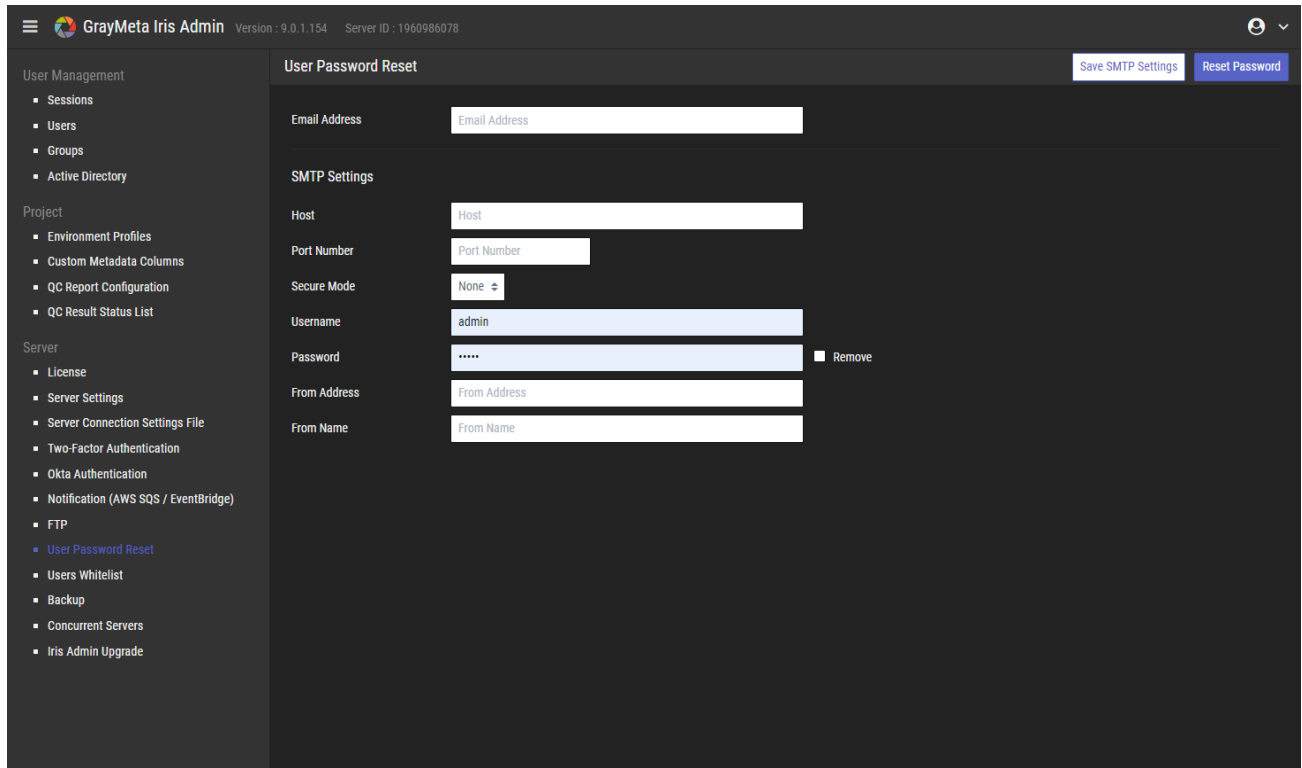 GrayMeta Iris Admin Version : 9.0.1.154 Server ID : 1960986078
User Management
Sessions
Users
Groups
Active Directory
Project
Environment Profiles
Custom Metadata Columns
QC Report Configuration
QC Result Status List
Server
License
Server Settings
Server Connection Settings File
Two-Factor Authentication
Okta Authentication
Notification (AWS SQS / EventBridge)
FTP
User Password Reset
Users Whitelist
Backup
Concurrent Servers
Iris Admin Upgrade
User Password Reset Save SMTP Settings Reset Password
Email Address Email Address
SMTP Settings
Host Host
Port Number Port Number
Secure Mode None
Username admin
Password ••••• Remove
From Address From Address
From Name From Name